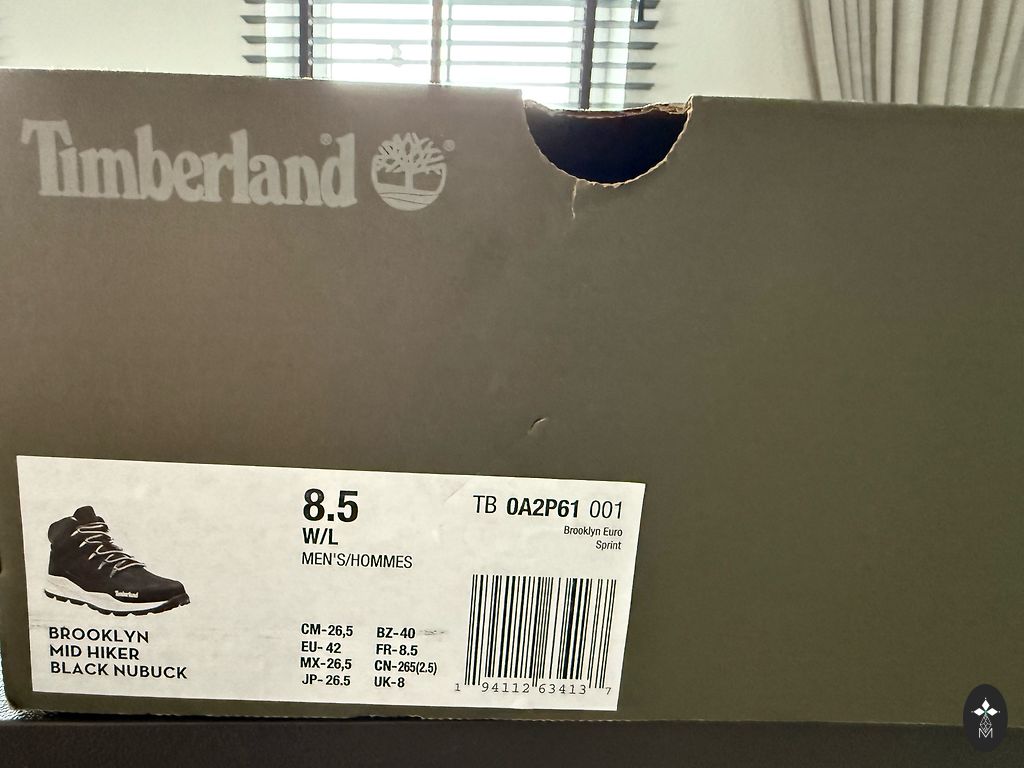 Timberland®
8.5
W/L
MEN'S/HOMMES
TB 0A2P61 001
Brooklyn Euro
Sprint
Timberland
BROOKLYN
MID HIKER
BLACK NUBUCK
CM-26,5 BZ-40
EU- 42 FR-8.5
MX-26,5 CN-265(2.5)
JP- 26.5 UK-8
1 94112 63413 7
M